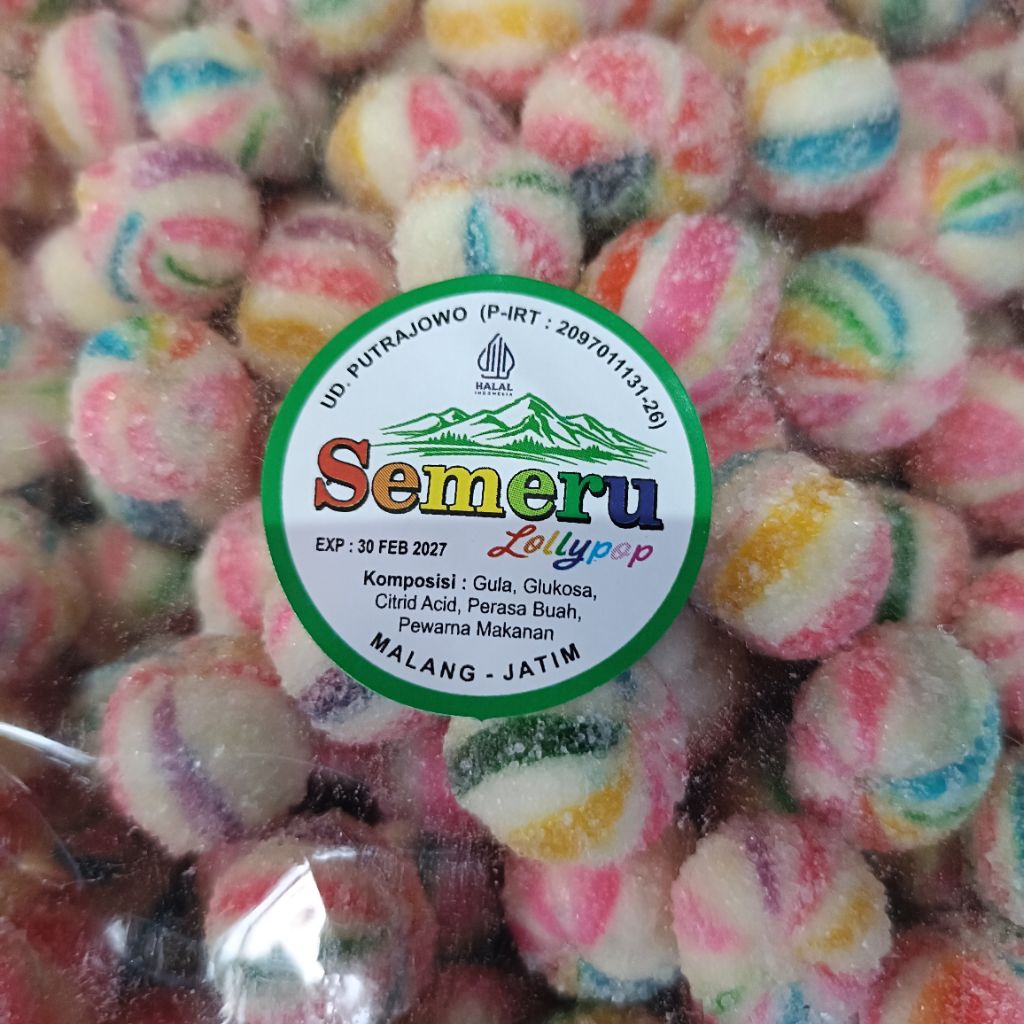 UD. PUTRAJOWO (P-IRT : 2097011131-26)
HALAL
INDONESIA
Semeru
Lollypop
EXP : 30 FEB 2027
Komposisi : Gula, Glukosa,
Citrid Acid, Perasa Buah,
Pewarna Makanan
MALANG - JATIM